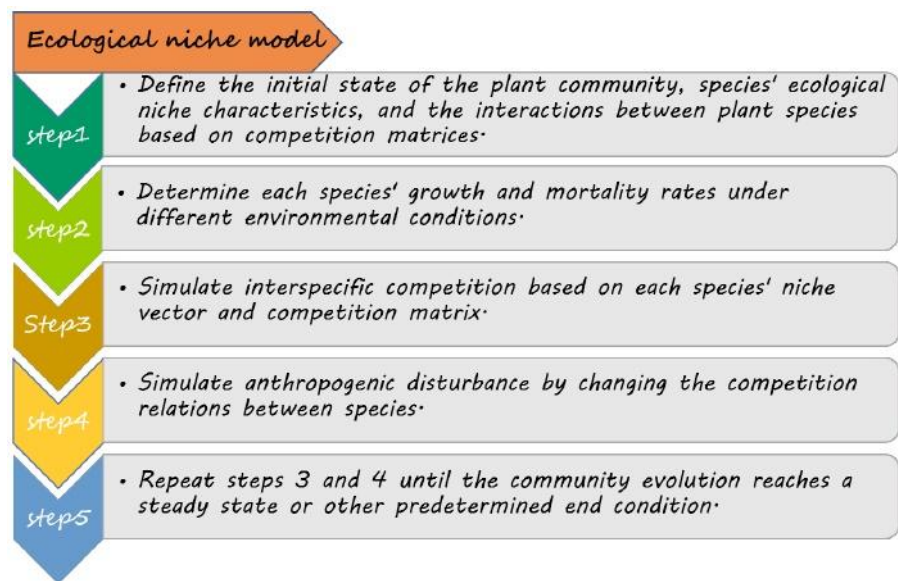 Ecological niche model
step1
• Define the initial state of the plant community, species' ecological
niche characteristics, and the interactions between plant species
based on competition matrices.
step2
• Determine each species' growth and mortality rates under
different environmental conditions.
Step3
• Simulate interspecific competition based on each species' niche
vector and competition matrix.
step4
• Simulate anthropogenic disturbance by changing the competition
relations between species.
step5
• Repeat steps 3 and 4 until the community evolution reaches a
steady state or other predetermined end condition.